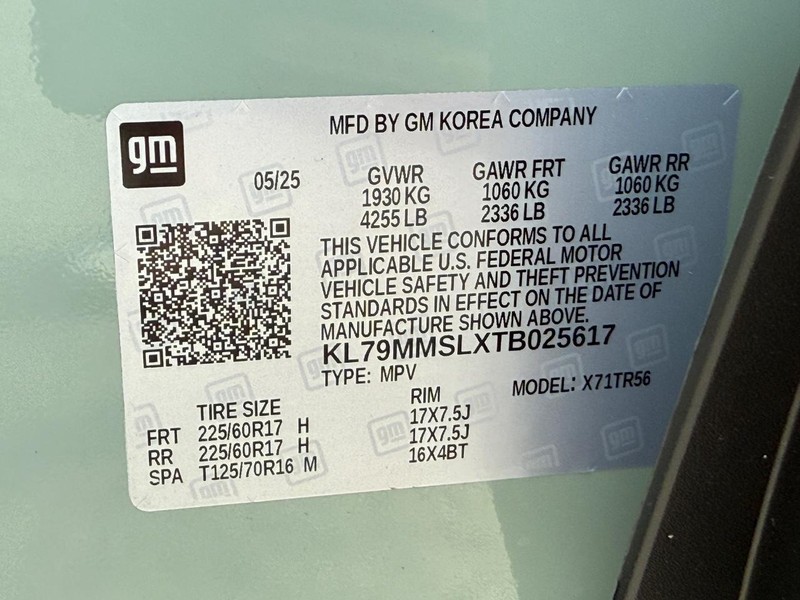 gm
MFD BY GM KOREA COMPANY
05/25 GVWR GAWR FRT GAWR RR
1930 KG 1060 KG 1060 KG
4255 LB 2336 LB 2336 LB
THIS VEHICLE CONFORMS TO ALL
APPLICABLE U.S. FEDERAL MOTOR
VEHICLE SAFETY AND THEFT PREVENTION
STANDARDS IN EFFECT ON THE DATE OF
MANUFACTURE SHOWN ABOVE.
KL79MMSLXTB025617
TYPE: MPV MODEL: X71TR56
TIRE SIZE RIM
FRT 225/60R17 H 17X7.5J
RR 225/60R17 H 17X7.5J
SPA T125/70R16 M 16X4BT